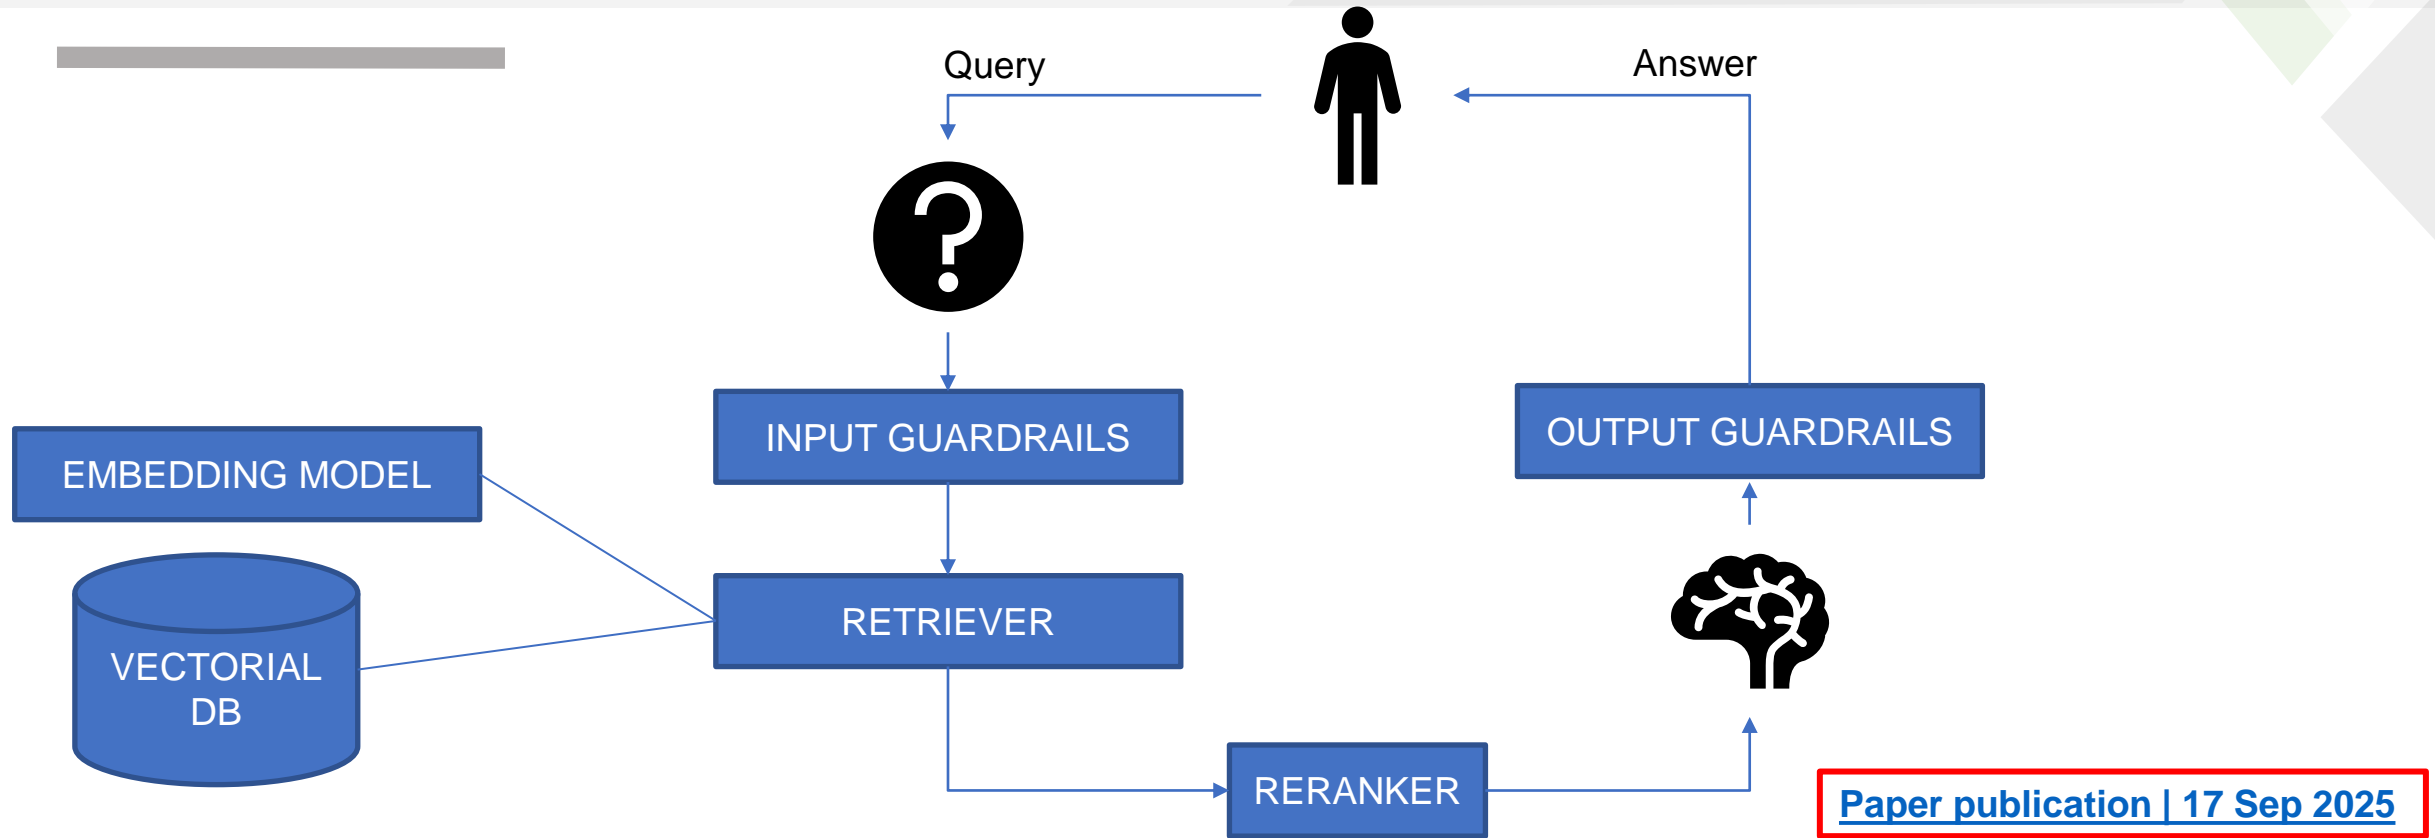 Query
Answer
INPUT GUARDRAILS
OUTPUT GUARDRAILS
EMBEDDING MODEL
RETRIEVER
VECTORIAL
DB
RERANKER
Paper publication | 17 Sep 2025